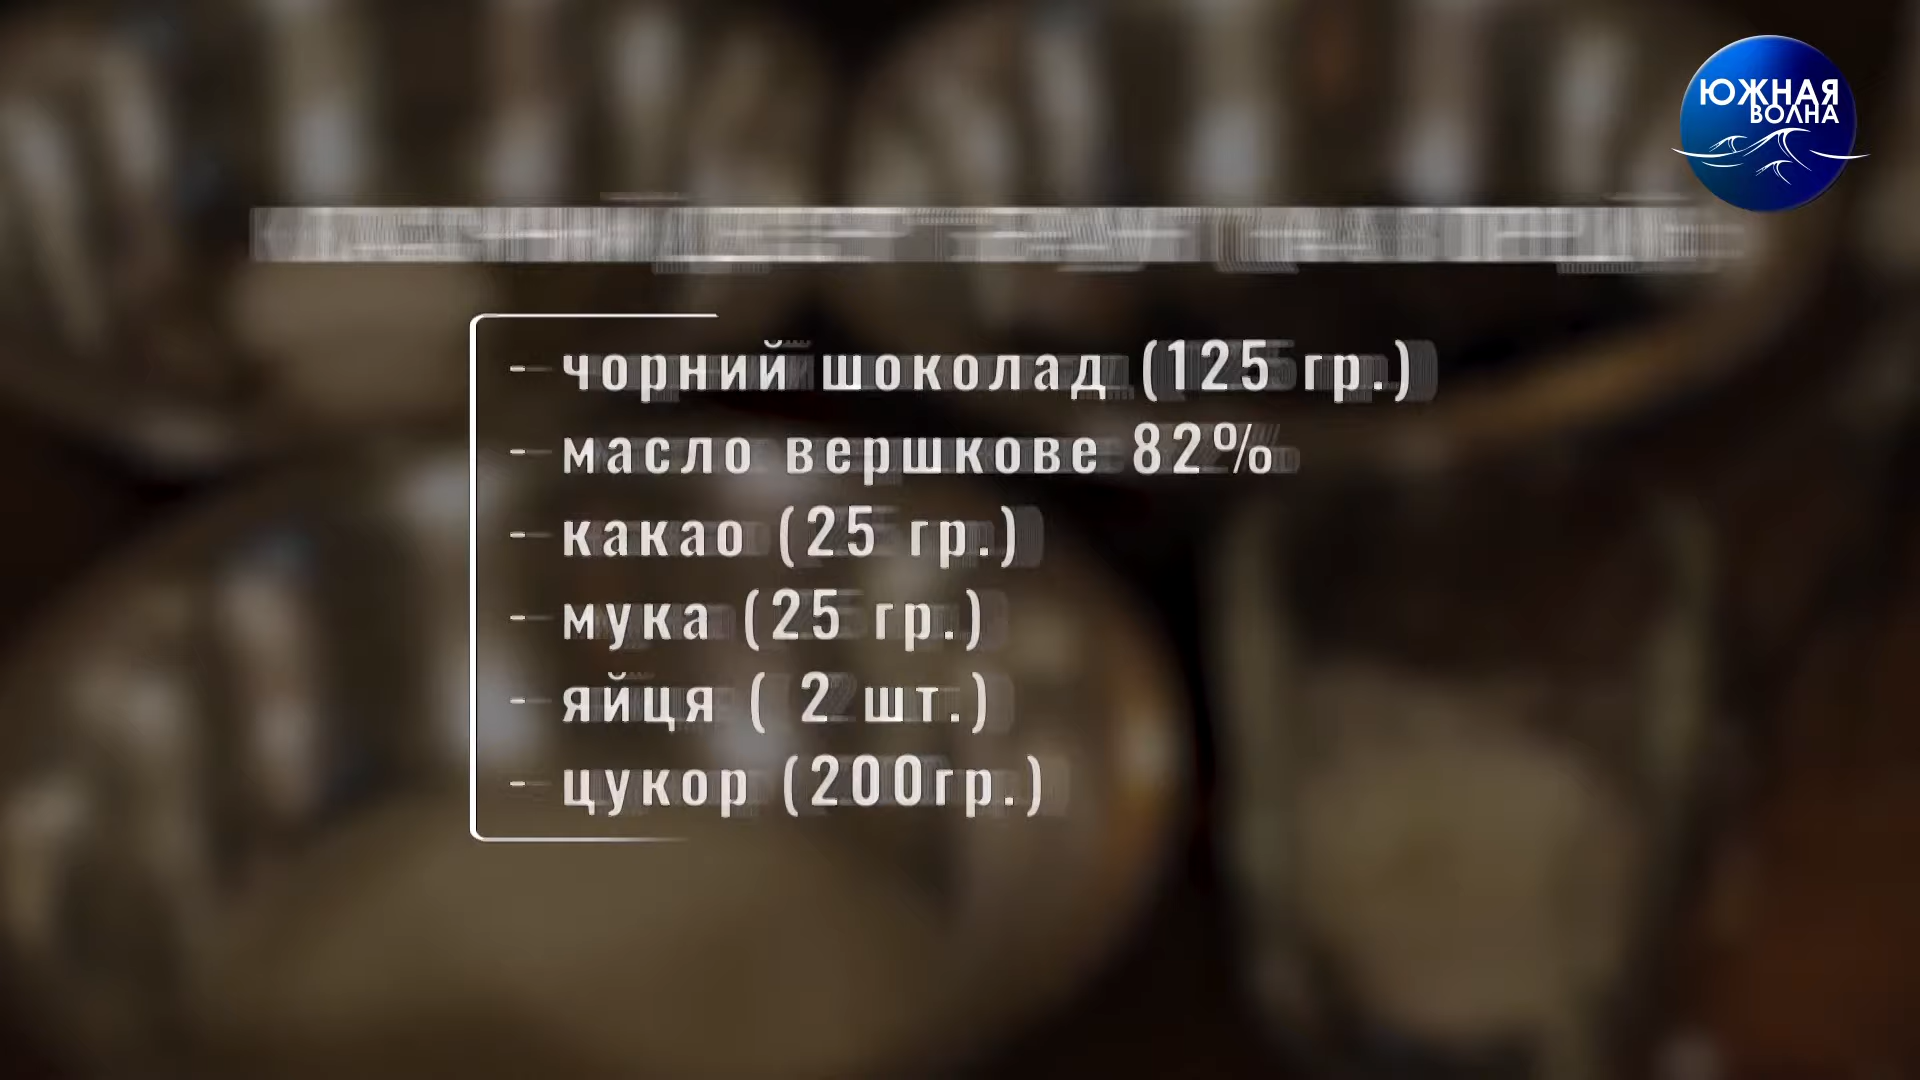 ЮЖНАЯ
ВОЛНА
- чорний шоколад (125 гр.)
- масло вершкове 82%
- какао (25 гр.)
- мука (25 гр.)
- яйця ( 2 шт.)
- цукор (200гр.)